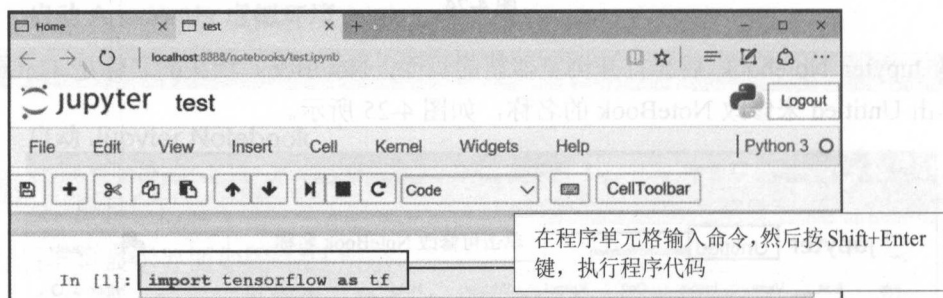 Home
test
localhost:8888/notebooks/test.ipynb
jupyter test
Logout
File Edit View Insert Cell Kernel Widgets Help
Python 3
Code
CellToolbar
在程序单元格输入命令,然后按 Shift+Enter
键，执行程序代码
In [1]: import tensorflow as tf